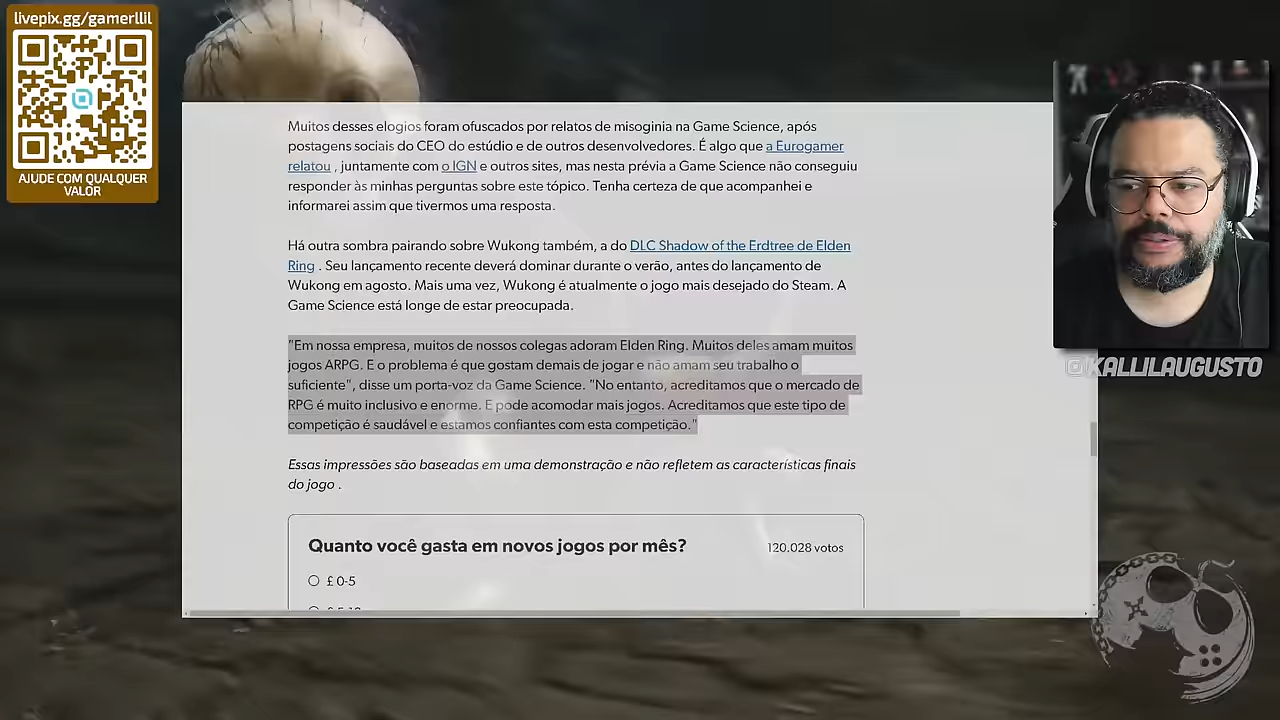 livepix.gg/gamerllil
AJUDE COM QUALQUER
VALOR
Muitos desses elogios foram ofuscados por relatos de misoginia na Game Science, após
postagens sociais do CEO do estúdio e de outros desenvolvedores. É algo que a Eurogamer
relatou , juntamente com o IGN e outros sites, mas nesta prévia a Game Science não conseguiu
responder às minhas perguntas sobre este tópico. Tenha certeza de que acompanhei e
informarei assim que tivermos uma resposta.
Há outra sombra pairando sobre Wukong também, a do DLC Shadow of the Erdtree de Elden
Ring . Seu lançamento recente deverá dominar durante o verão, antes do lançamento de
Wukong em agosto. Mais uma vez, Wukong é atualmente o jogo mais desejado do Steam. A
Game Science está longe de estar preocupada.
"Em nossa empresa, muitos de nossos colegas adoram Elden Ring. Muitos deles amam muitos
jogos ARPG. E o problema é que gostam demais de jogar e não amam seu trabalho o
suficiente", disse um porta-voz da Game Science. "No entanto, acreditamos que o mercado de
RPG é muito inclusivo e enorme. E pode acomodar mais jogos. Acreditamos que este tipo de
competição é saudável e estamos confiantes com esta competição."
Essas impressões são baseadas em uma demonstração e não refletem as características finais
do jogo .
Quanto você gasta em novos jogos por mês?
120.028 votos
£ 0-5
@KALLILAUGUSTO